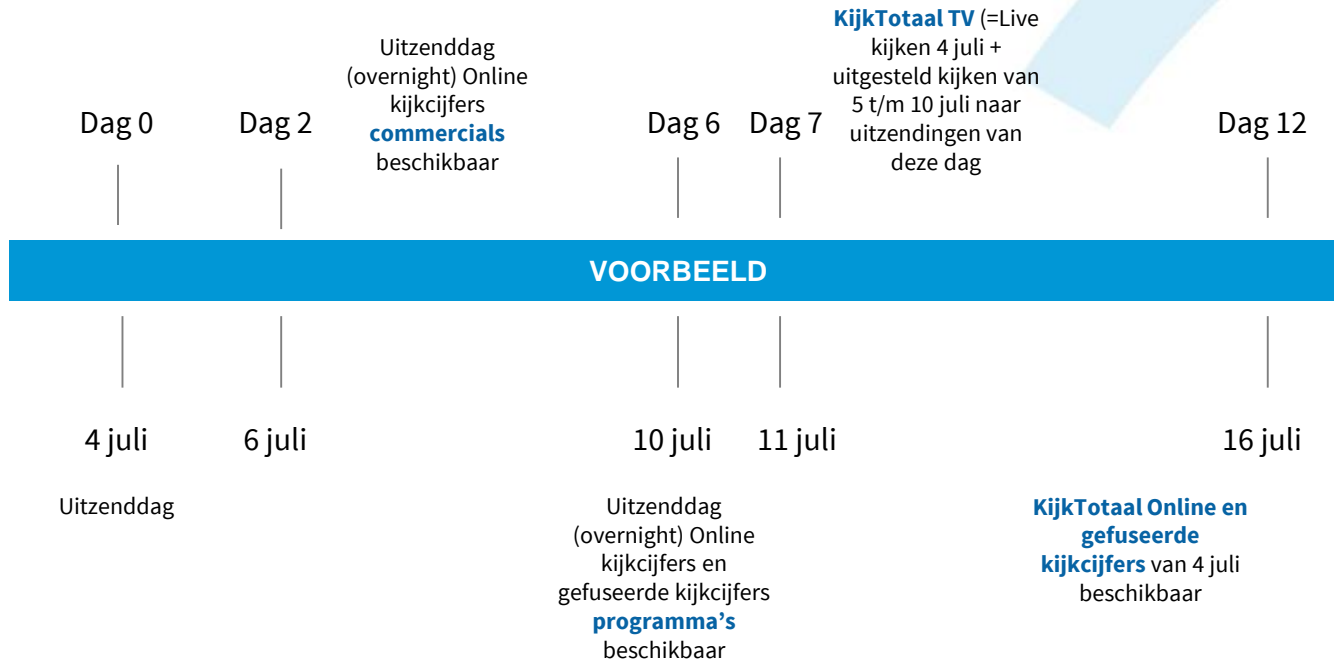 KijkTotaal TV (=Live
kijken 4 juli +
uitgesteld kijken van
5 t/m 10 juli naar
uitzendingen van
deze dag
Uitzenddag
(overnight) Online
kijkcijfers
commercials
beschikbaar
Dag 0
Dag 2
Dag 6
Dag 7
Dag 12
VOORBEELD
4 juli
6 juli
10 juli
11 juli
16 juli
Uitzenddag
Uitzenddag
(overnight) Online
kijkcijfers en
gefuseerde kijkcijfers
programma's
beschikbaar
KijkTotaal Online en
gefuseerde
kijkcijfers van 4 juli
beschikbaar